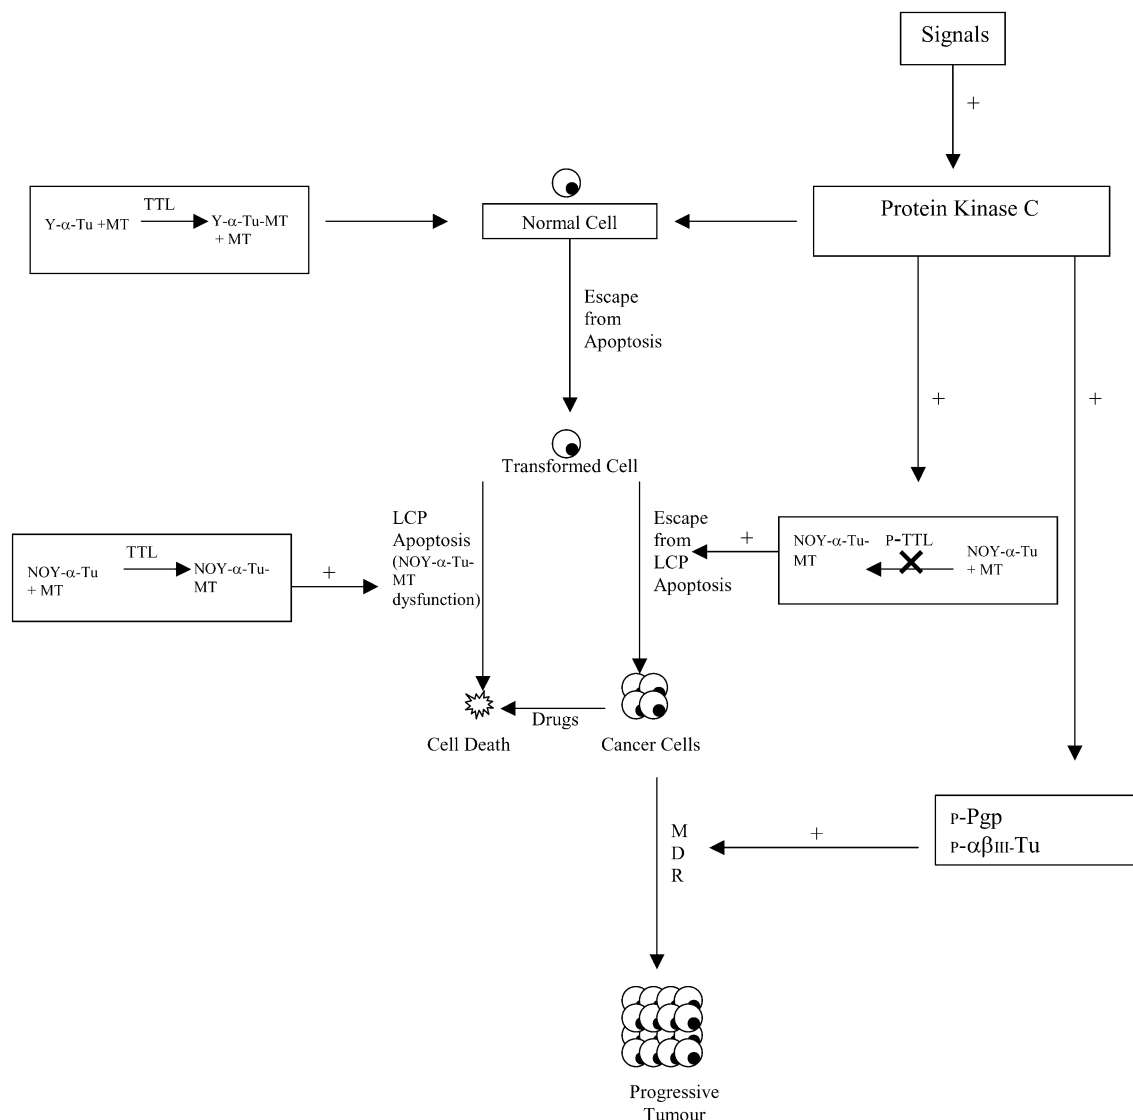 Signals
+
TTL
Y-α-Tu +MT
Y-α-Tu-MT
+ MT
Normal Cell
Protein Kinase C
Escape
from
Apoptosis
+
+
Transformed Cell
LCP
Apoptosis
(NOY-α-Tu-
MT
dysfunction)
Escape
from
LCP
Apoptosis
+
NOY-α-Tu-
MT
P-TTL
NOY-α-Tu
+ MT
TTL
NOY-α-Tu
+ MT
NOY-α-Tu-
MT
+
Drugs
Cell Death
Cancer Cells
M
D
R
+
P-Pgp
P-αβIII-Tu
Progressive
Tumour